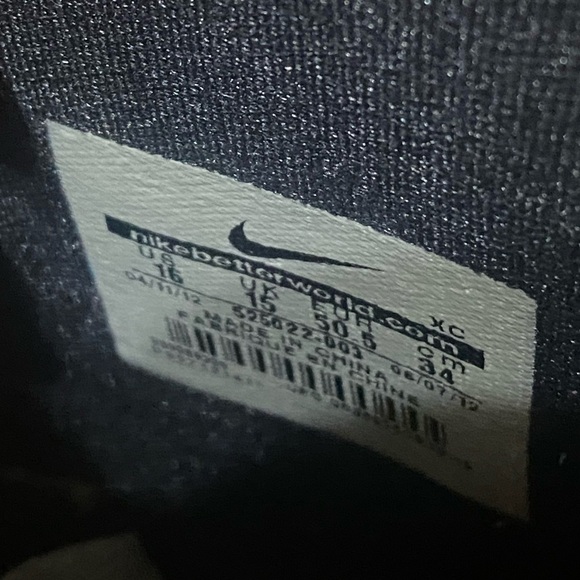 nikebetterworld.com XC
US UK EUR cm
16 15 50.5 34
04/11/12 525022-003 06/07/12
MADE IN CHINA
FABRIQUE EN CHINE